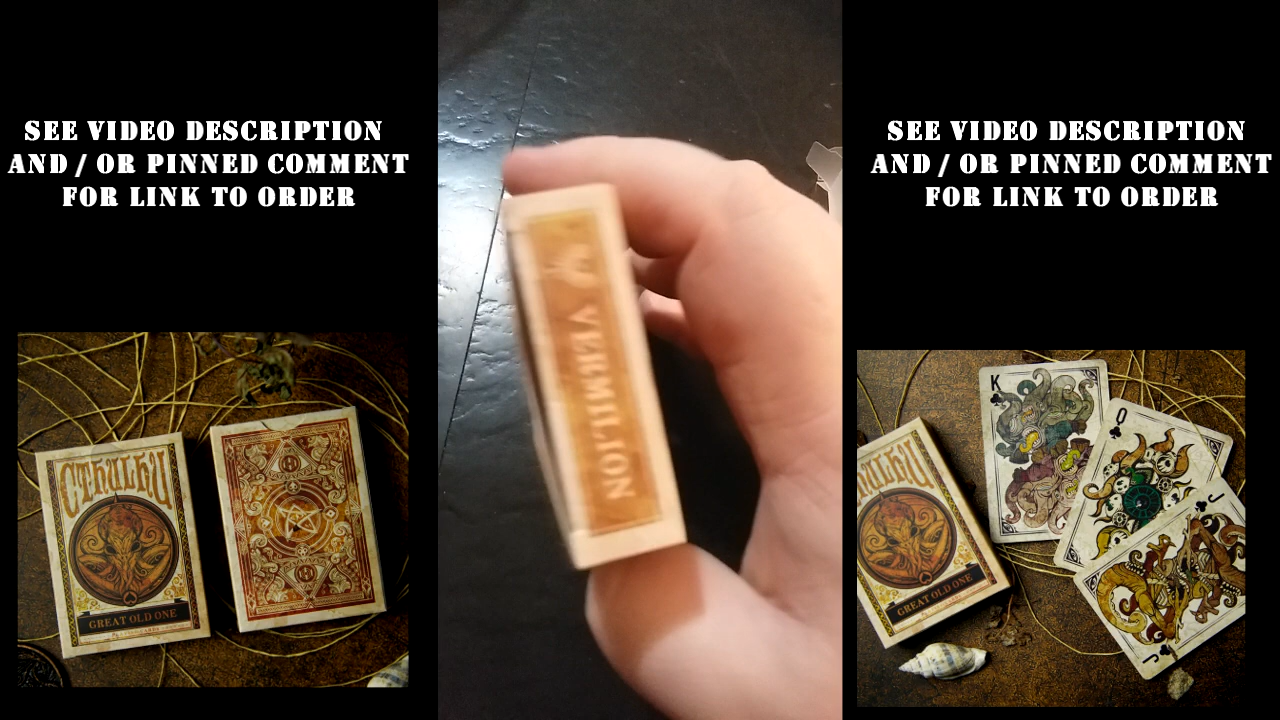 SEE VIDEO DESCRIPTION
AND / OR PINNED COMMENT
FOR LINK TO ORDER
CTHULHU
GREAT OLD ONE
VERMILION
SEE VIDEO DESCRIPTION
AND / OR PINNED COMMENT
FOR LINK TO ORDER
K
Q
J
J
GREAT OLD ONE